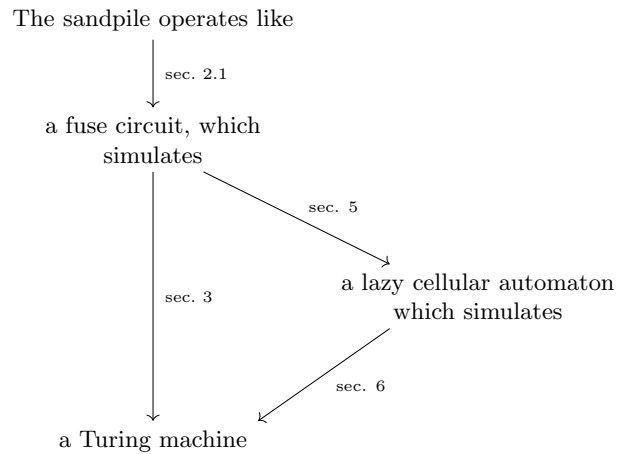 The sandpile operates like
sec. 2.1
a fuse circuit, which
simulates
sec. 5
sec. 3
a lazy cellular automaton
which simulates
sec. 6
a Turing machine